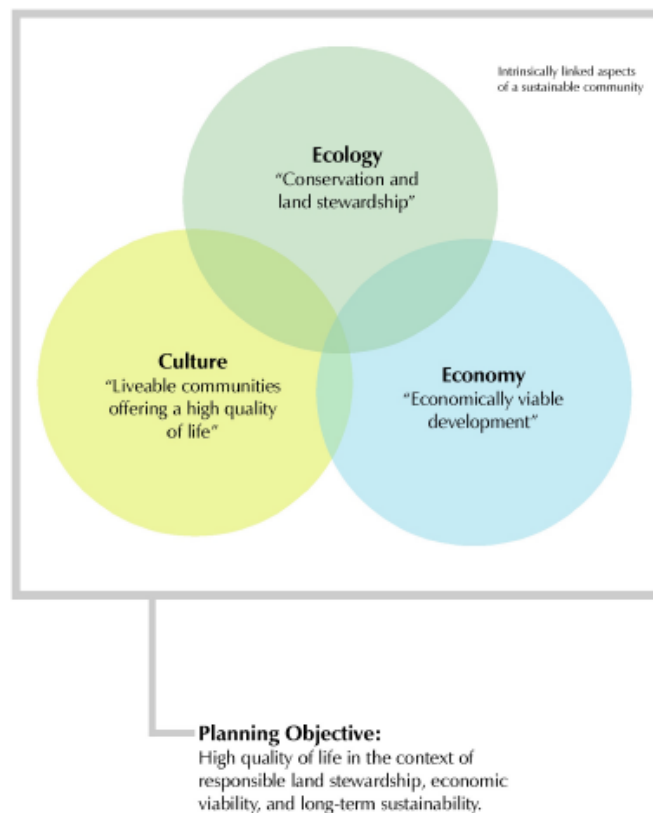 Intrinsically linked aspects
of a sustainable community
Ecology
“Conservation and
land stewardship”
Culture
“Liveable communities
offering a high quality
of life”
Economy
“Economically viable
development”
Planning Objective:
High quality of life in the context of
responsible land stewardship, economic
viability, and long-term sustainability.